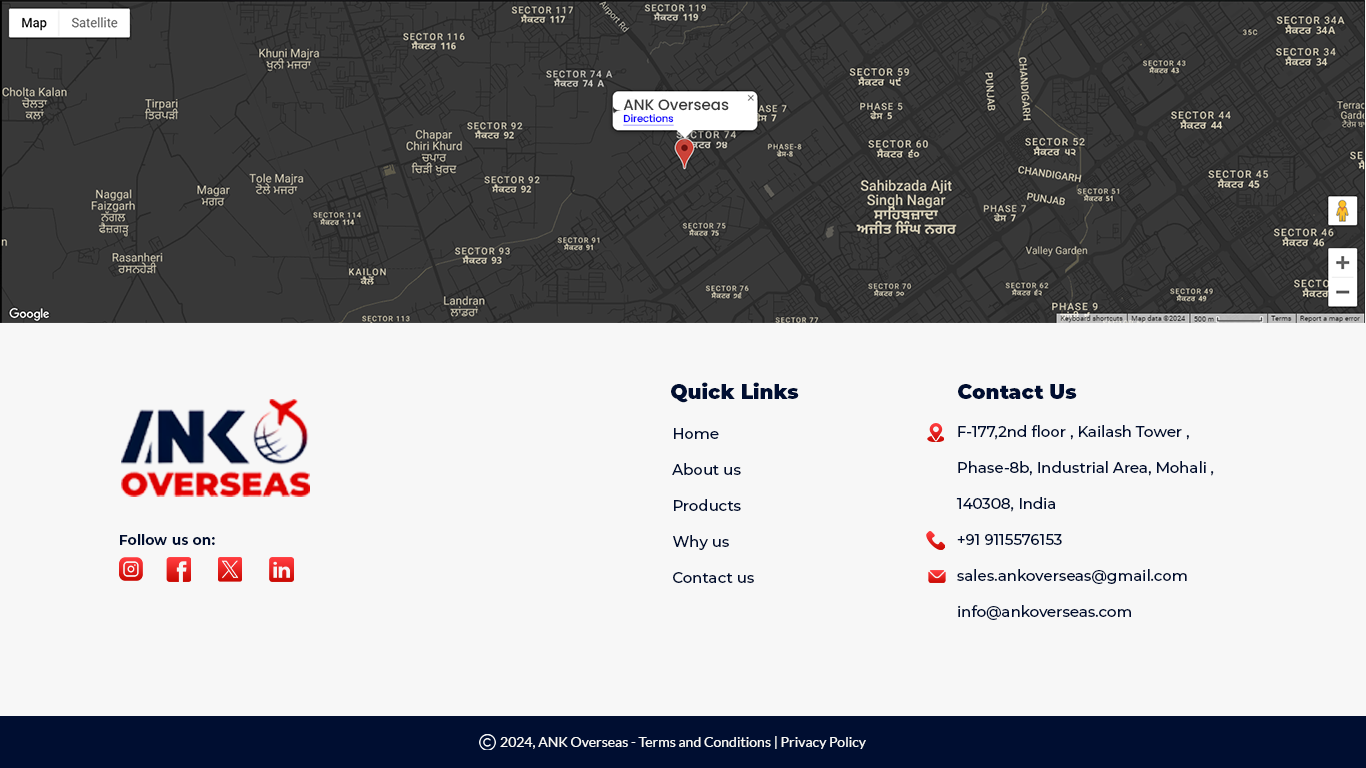 Map Satellite
SECTOR 117
ਸੈਕਟਰ 117
SECTOR 119
ਸੈਕਟਰ 119
Airport Rd
SECTOR 34A
ਸੈਕਟਰ 34A
35C
SECTOR 116
ਸੈਕਟਰ 116
Khuni Majra
ਖੂਨੀ ਮਜਰਾ
SECTOR 34
ਸੈਕਟਰ 34
SECTOR 43
ਸੈਕਟਰ 43
SECTOR 74 A
ਸੈਕਟਰ 74 A
SECTOR 59
ਸੈਕਟਰ ੫੯
PUNJAB
CHANDIGARH
Cholta Kalan
ਚੋਲਤਾ
ਕਲਾਂ
Tirpari
ਤਿਰਪੜੀ
ANK Overseas
Directions
PHASE 5
ਫੇਸ 5
SECTOR 44
ਸੈਕਟਰ 44
SECTOR 92
ਸੈਕਟਰ 92
Chapar
Chiri Khurd
ਚਪਾਰ
ਚਿੜੀ ਖੁਰਦ
SECTOR 74
ਸੈਕਟਰ ੭੪
PHASE-8
ਫੇਸ-8
SECTOR 60
ਸੈਕਟਰ ੬੦
SECTOR 52
ਸੈਕਟਰ ੫੨
CHANDIGARH
PUNJAB
SECTOR 45
ਸੈਕਟਰ 45
Tole Majra
ਟੋਲੇ ਮਜਰਾ
SECTOR 92
ਸੈਕਟਰ 92
Magar
ਮਗਰ
Naggal
Faizgarh
ਨੱਗਲ
ਫੈਜ਼ਗੜ੍ਹ
Sahibzada Ajit
Singh Nagar
ਸਾਹਿਬਜ਼ਾਦਾ
ਅਜੀਤ ਸਿੰਘ ਨਗਰ
SECTOR 51
ਸੈਕਟਰ 51
PHASE 7
ਫੇਸ 7
SECTOR 114
ਸੈਕਟਰ 114
SECTOR 75
ਸੈਕਟਰ 75
SECTOR 46
ਸੈਕਟਰ 46
SECTOR 91
ਸੈਕਟਰ 91
SECTOR 93
ਸੈਕਟਰ 93
Valley Garden
Rasanheri
ਰਸਨਹੇੜੀ
KAILON
ਕੈਲੋਂ
SECTOR 76
ਸੈਕਟਰ ੭੬
SECTOR 70
ਸੈਕਟਰ ੭੦
SECTOR 62
ਸੈਕਟਰ ੬੨
SECTOR 49
ਸੈਕਟਰ 49
Landran
ਲਾਂਡਰਾਂ
PHASE 9
SECTOR 113
SECTOR 77
Google
Keyboard shortcuts Map data ©2024 500 m Terms Report a map error
ANK
OVERSEAS
Follow us on:
Quick Links
Home
About us
Products
Why us
Contact us
Contact Us
F-177,2nd floor , Kailash Tower ,
Phase-8b, Industrial Area, Mohali ,
140308, India
+91 9115576153
sales.ankoverseas@gmail.com
info@ankoverseas.com
© 2024, ANK Overseas - Terms and Conditions | Privacy Policy